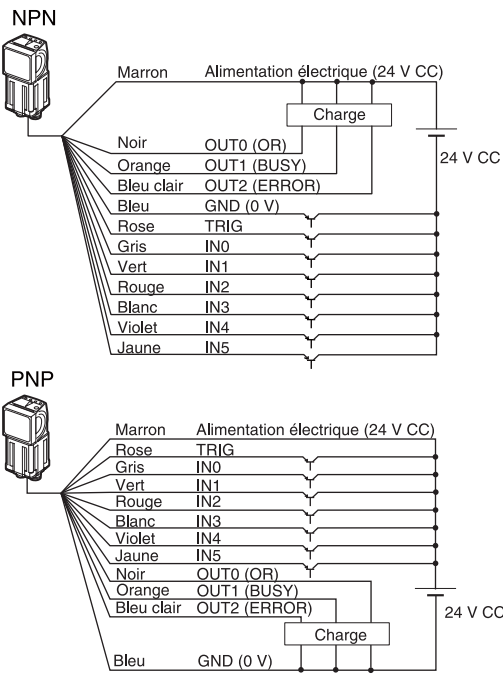 NPN
Marron Alimentation électrique (24 V CC)
Charge
Noir OUT0 (OR)
24 V CC
Orange OUT1 (BUSY)
Bleu clair OUT2 (ERROR)
Bleu GND (0 V)
Rose TRIG
Gris IN0
Vert IN1
Rouge IN2
Blanc IN3
Violet IN4
Jaune IN5
PNP
Marron Alimentation électrique (24 V CC)
Rose TRIG
Gris IN0
Vert IN1
Rouge IN2
Blanc IN3
Violet IN4
Jaune IN5
Noir OUT0 (OR)
Orange OUT1 (BUSY)
Bleu clair OUT2 (ERROR)
24 V CC
Charge
Bleu GND (0 V)